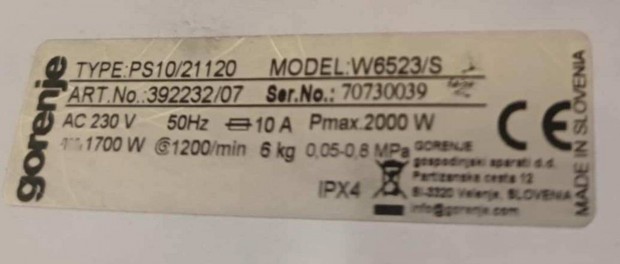 gorenje
TYPE:PS10/21120 MODEL:W6523/S
ART.No.:392232/07 Ser.No.: 70730039
AC 230 V 50Hz 10 A Pmax.2000 W
1700 W @1200/min 6 kg 0,05-0,8 MPa
IPX4
GORENJE
gospodinjski aparati d.d.
Partizanska cesta 12
SI-3320 Velenje, SLOVENIA
info@gorenje.com
CE
MADE IN SLOVENIA